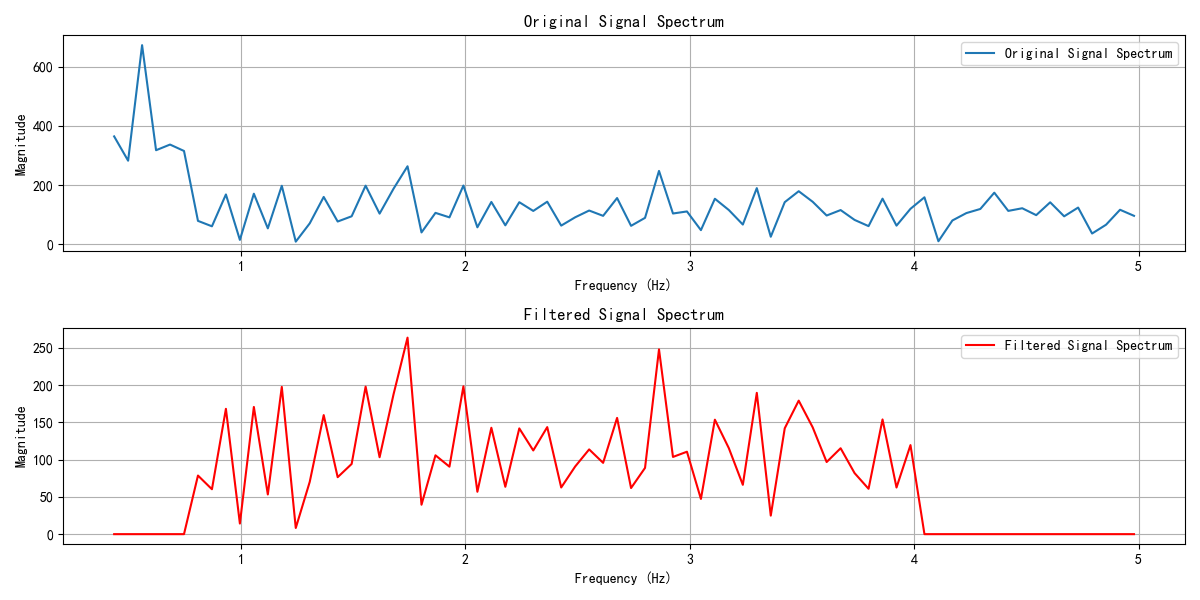 Original Signal Spectrum
Original Signal Spectrum
Magnitude
600
400
200
0
1 2 3 4 5
Frequency (Hz)
Filtered Signal Spectrum
Filtered Signal Spectrum
Magnitude
250
200
150
100
50
0
1 2 3 4 5
Frequency (Hz)